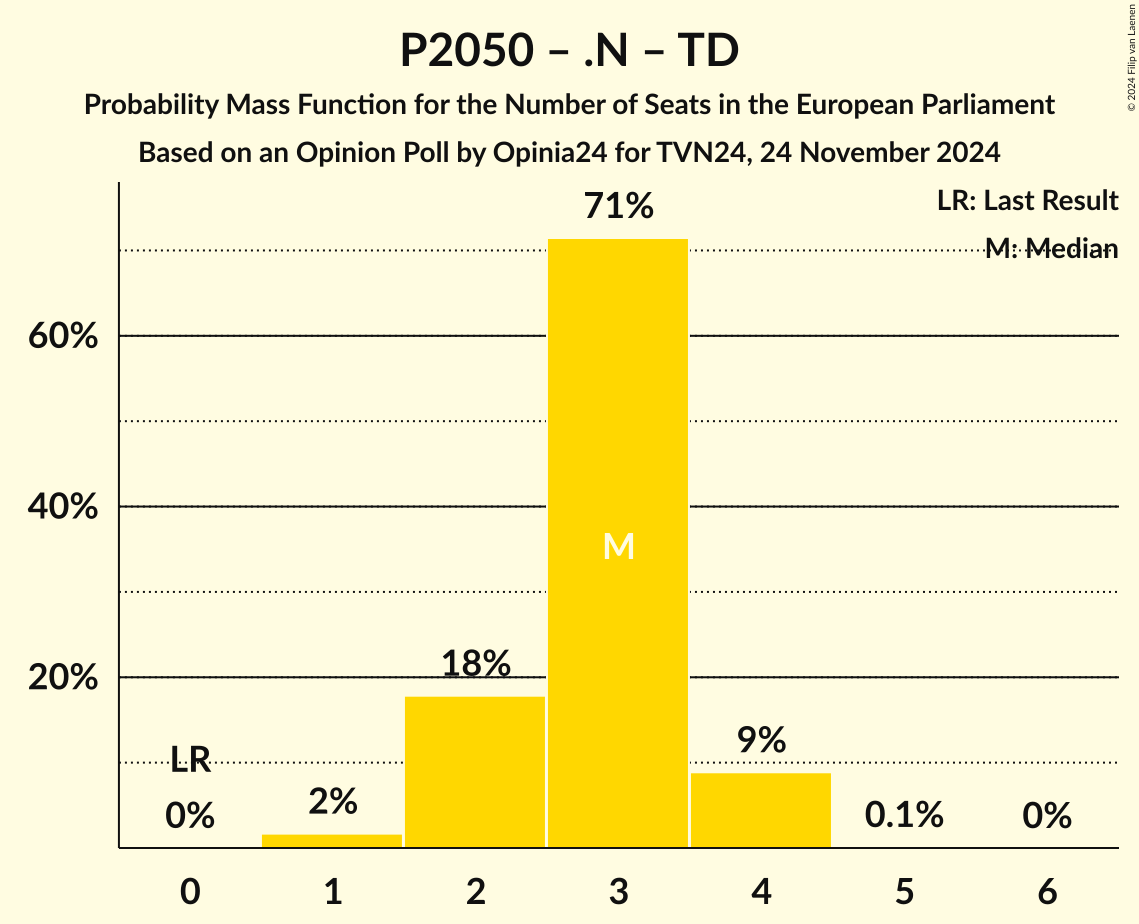 P2050 – .N – TD
Probability Mass Function for the Number of Seats in the European Parliament
Based on an Opinion Poll by Opinia24 for TVN24, 24 November 2024
© 2024 Filip van Laenen
LR: Last Result
M: Median
71%
60%
40%
M
20%
18%
LR
9%
0%
2%
0.1%
0%
0 1 2 3 4 5 6